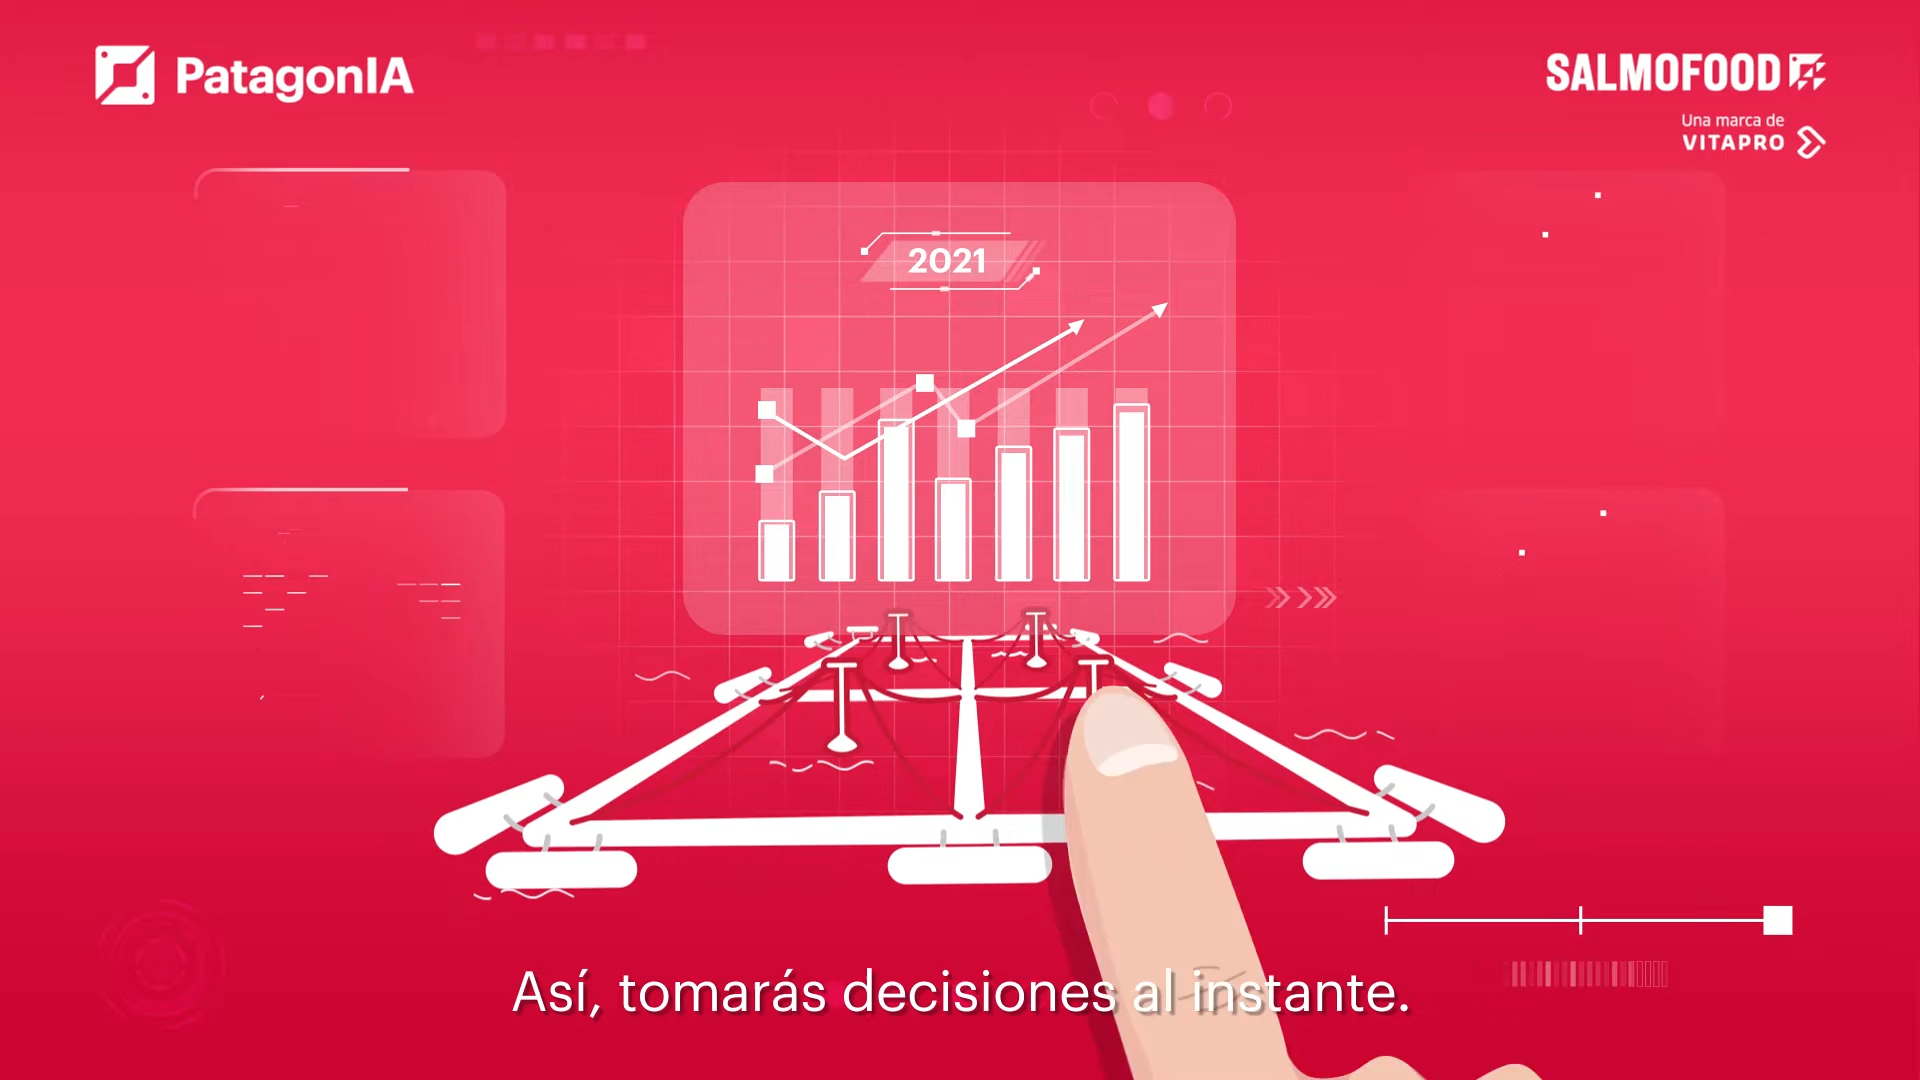 PatagonIA
SALMOFOOD
Una marca de
VITAPRO
2021
Así, tomarás decisiones al instante.